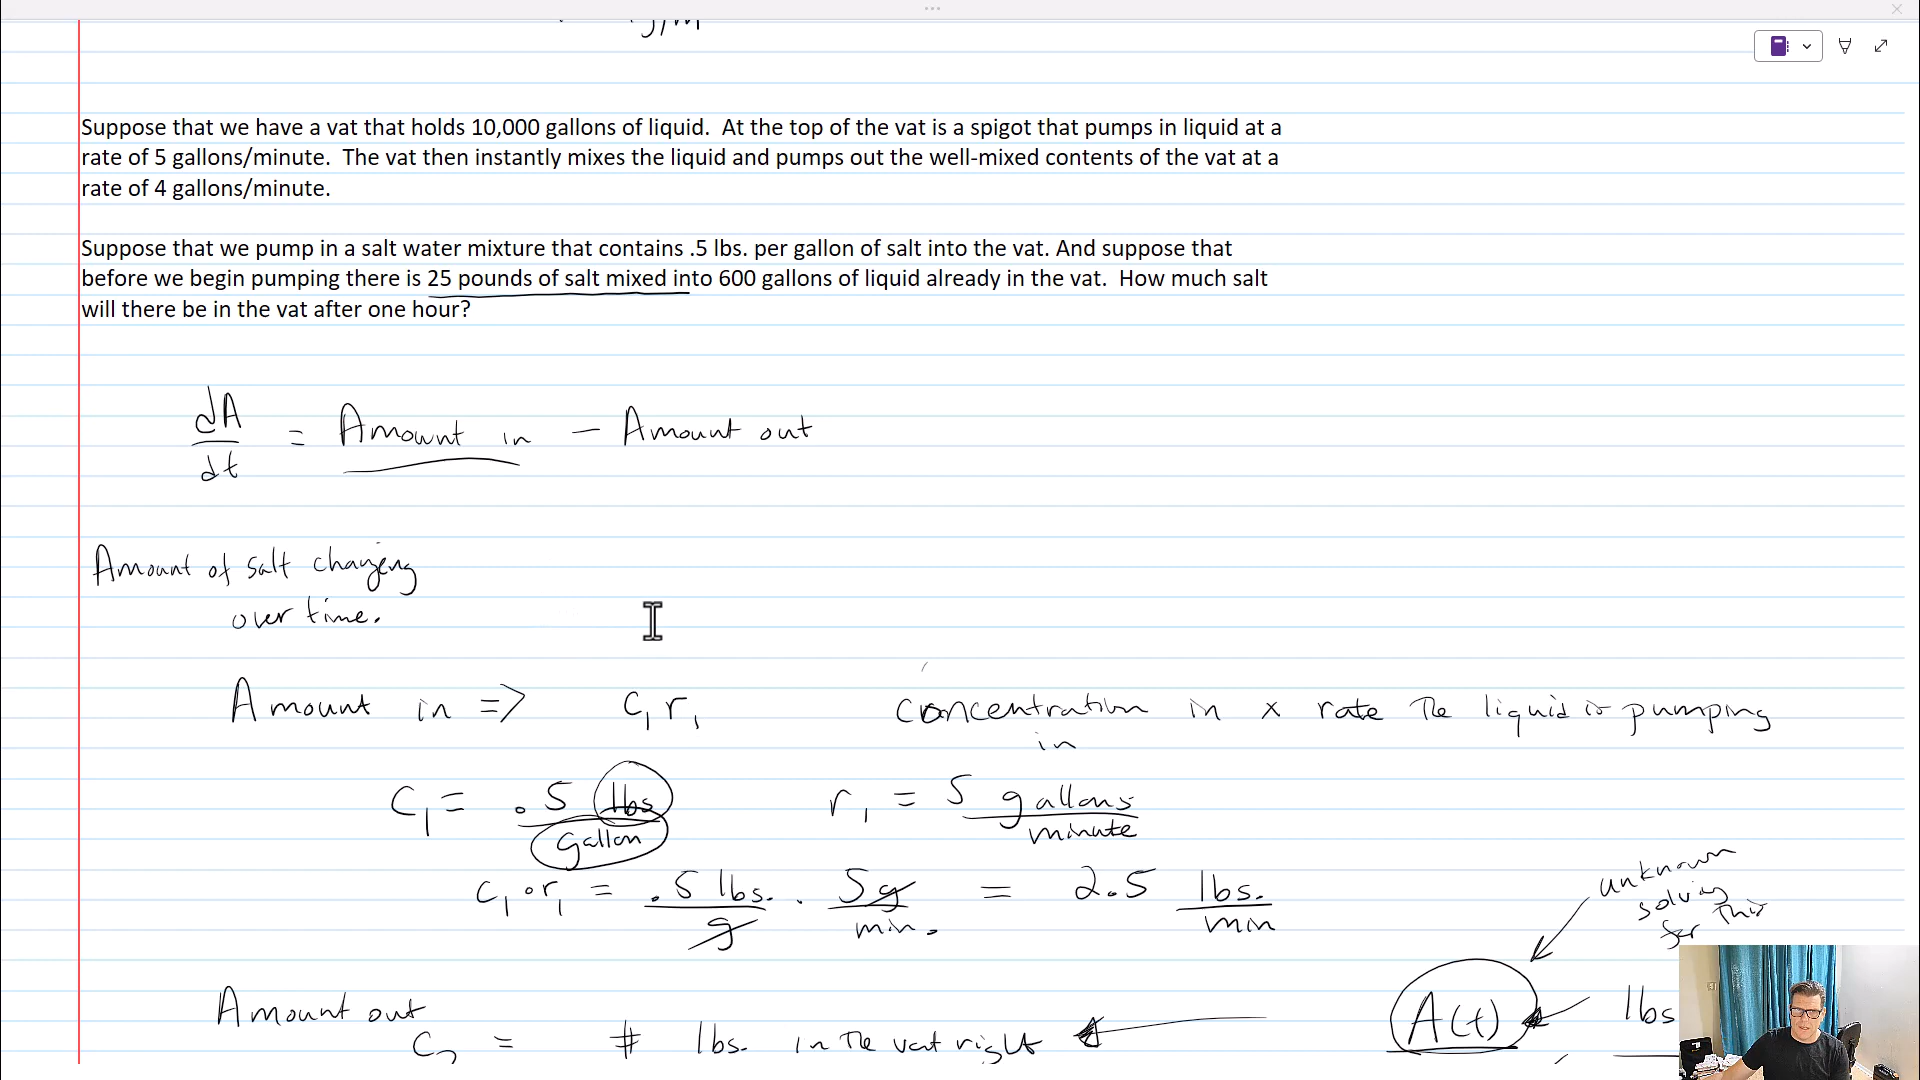 g/m
Suppose that we have a vat that holds 10,000 gallons of liquid.  At the top of the vat is a spigot that pumps in liquid at a
rate of 5 gallons/minute.  The vat then instantly mixes the liquid and pumps out the well-mixed contents of the vat at a
rate of 4 gallons/minute.
Suppose that we pump in a salt water mixture that contains .5 lbs. per gallon of salt into the vat. And suppose that
before we begin pumping there is 25 pounds of salt mixed into 600 gallons of liquid already in the vat.  How much salt
will there be in the vat after one hour?
dA/dt = Amount in - Amount out
Amount of salt changing
over time.
Amount in => C₁ r₁ concentration in x rate the liquid is pumping
in
C₁ = .5 lbs/gallon r₁ = 5 gallons/minute
C₁ · r₁ = .5 lbs./g · 5g/min. = 2.5 lbs./min
unknown
solving
for this
Amount out
C₂ = # lbs. in the vat right A(t) lbs